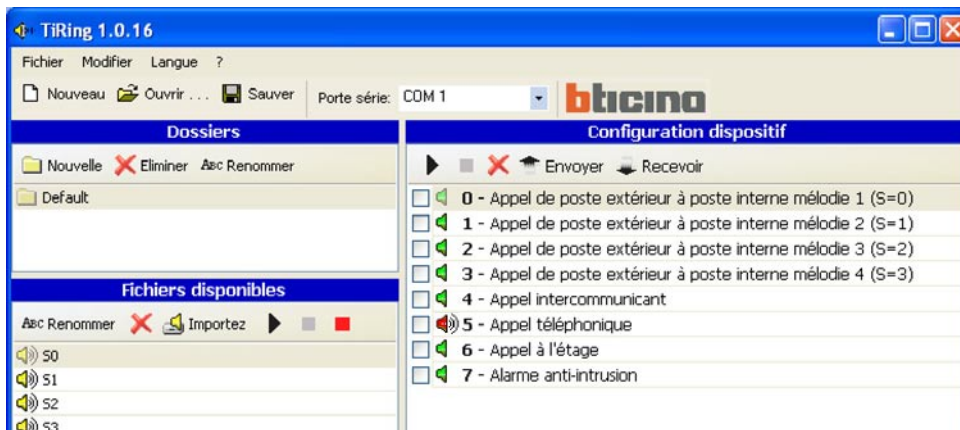 TiRing 1.0.16
Fichier Modifier Langue ?
Nouveau Ouvrir ... Sauver Porte série: COM 1 bticino
Dossiers
Nouvelle Eliminer ABC Renommer
Default
Fichiers disponibles
ABC Renommer Importez
S0
S1
S2
S3
Configuration dispositif
Envoyer Recevoir
0 - Appel de poste extérieur à poste interne mélodie 1 (S=0)
1 - Appel de poste extérieur à poste interne mélodie 2 (S=1)
2 - Appel de poste extérieur à poste interne mélodie 3 (S=2)
3 - Appel de poste extérieur à poste interne mélodie 4 (S=3)
4 - Appel intercommunicant
5 - Appel téléphonique
6 - Appel à l'étage
7 - Alarme anti-intrusion